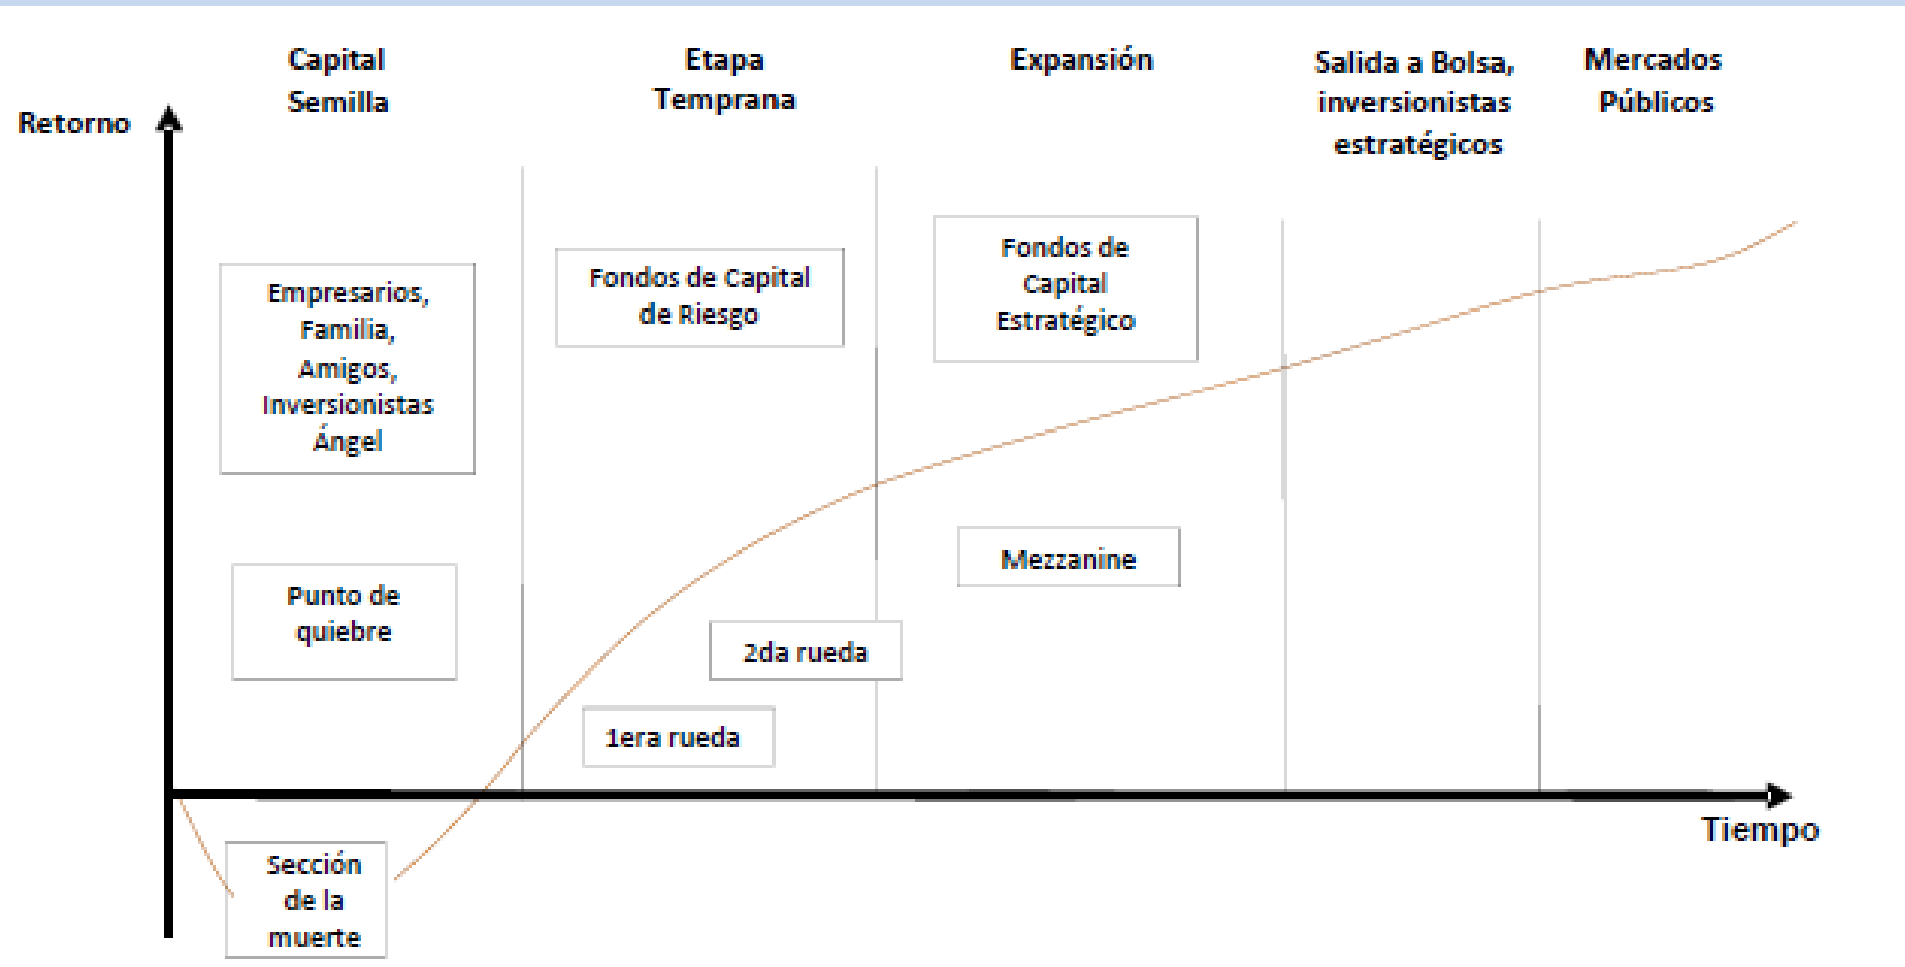 Capital
Semilla
Etapa
Temprana
Expansión
Salida a Bolsa,
inversionistas
estratégicos
Mercados
Públicos
Retorno
Empresarios,
Familia,
Amigos,
Inversionistas
Ángel
Fondos de Capital
de Riesgo
Fondos de
Capital
Estratégico
Punto de
quiebre
Mezzanine
2da rueda
1era rueda
Tiempo
Sección
de la
muerte